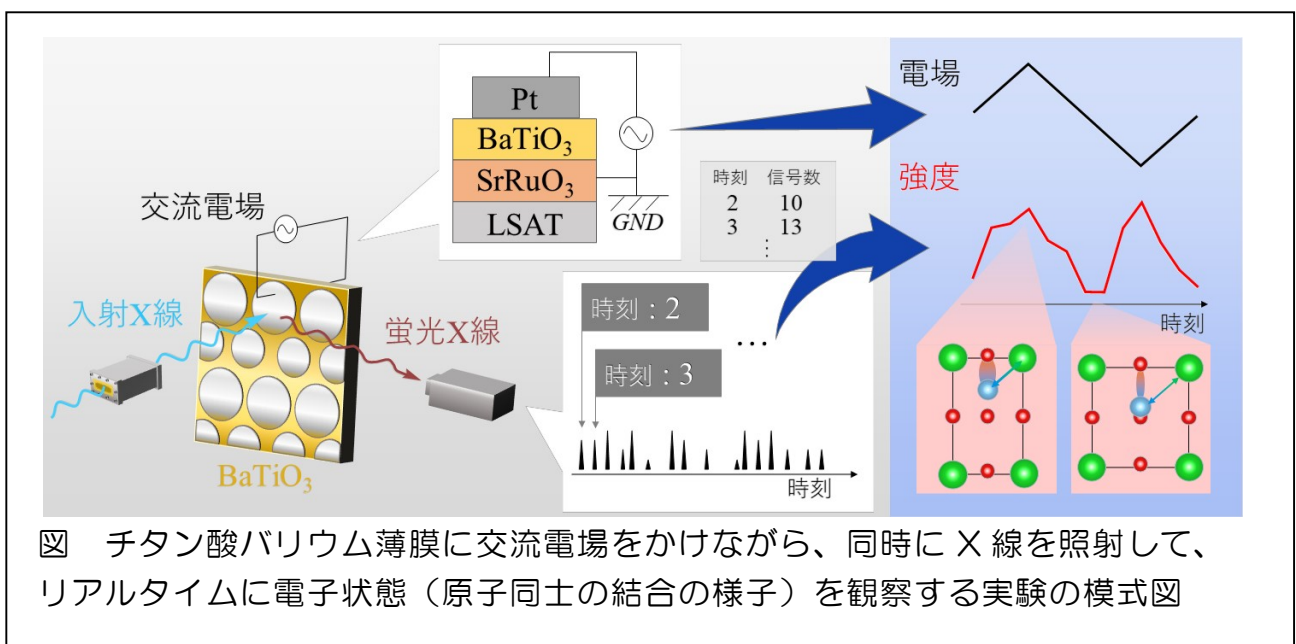 電場
Pt
BaTiO3
SrRuO3
LSAT
GND
時刻 信号数
2 10
3 13
⋮
強度
交流電場
入射X線
蛍光X線
時刻：2
…
時刻：3
時刻
時刻
BaTiO3
図 チタン酸バリウム薄膜に交流電場をかけながら、同時に X 線を照射して、
リアルタイムに電子状態（原子同士の結合の様子）を観察する実験の模式図